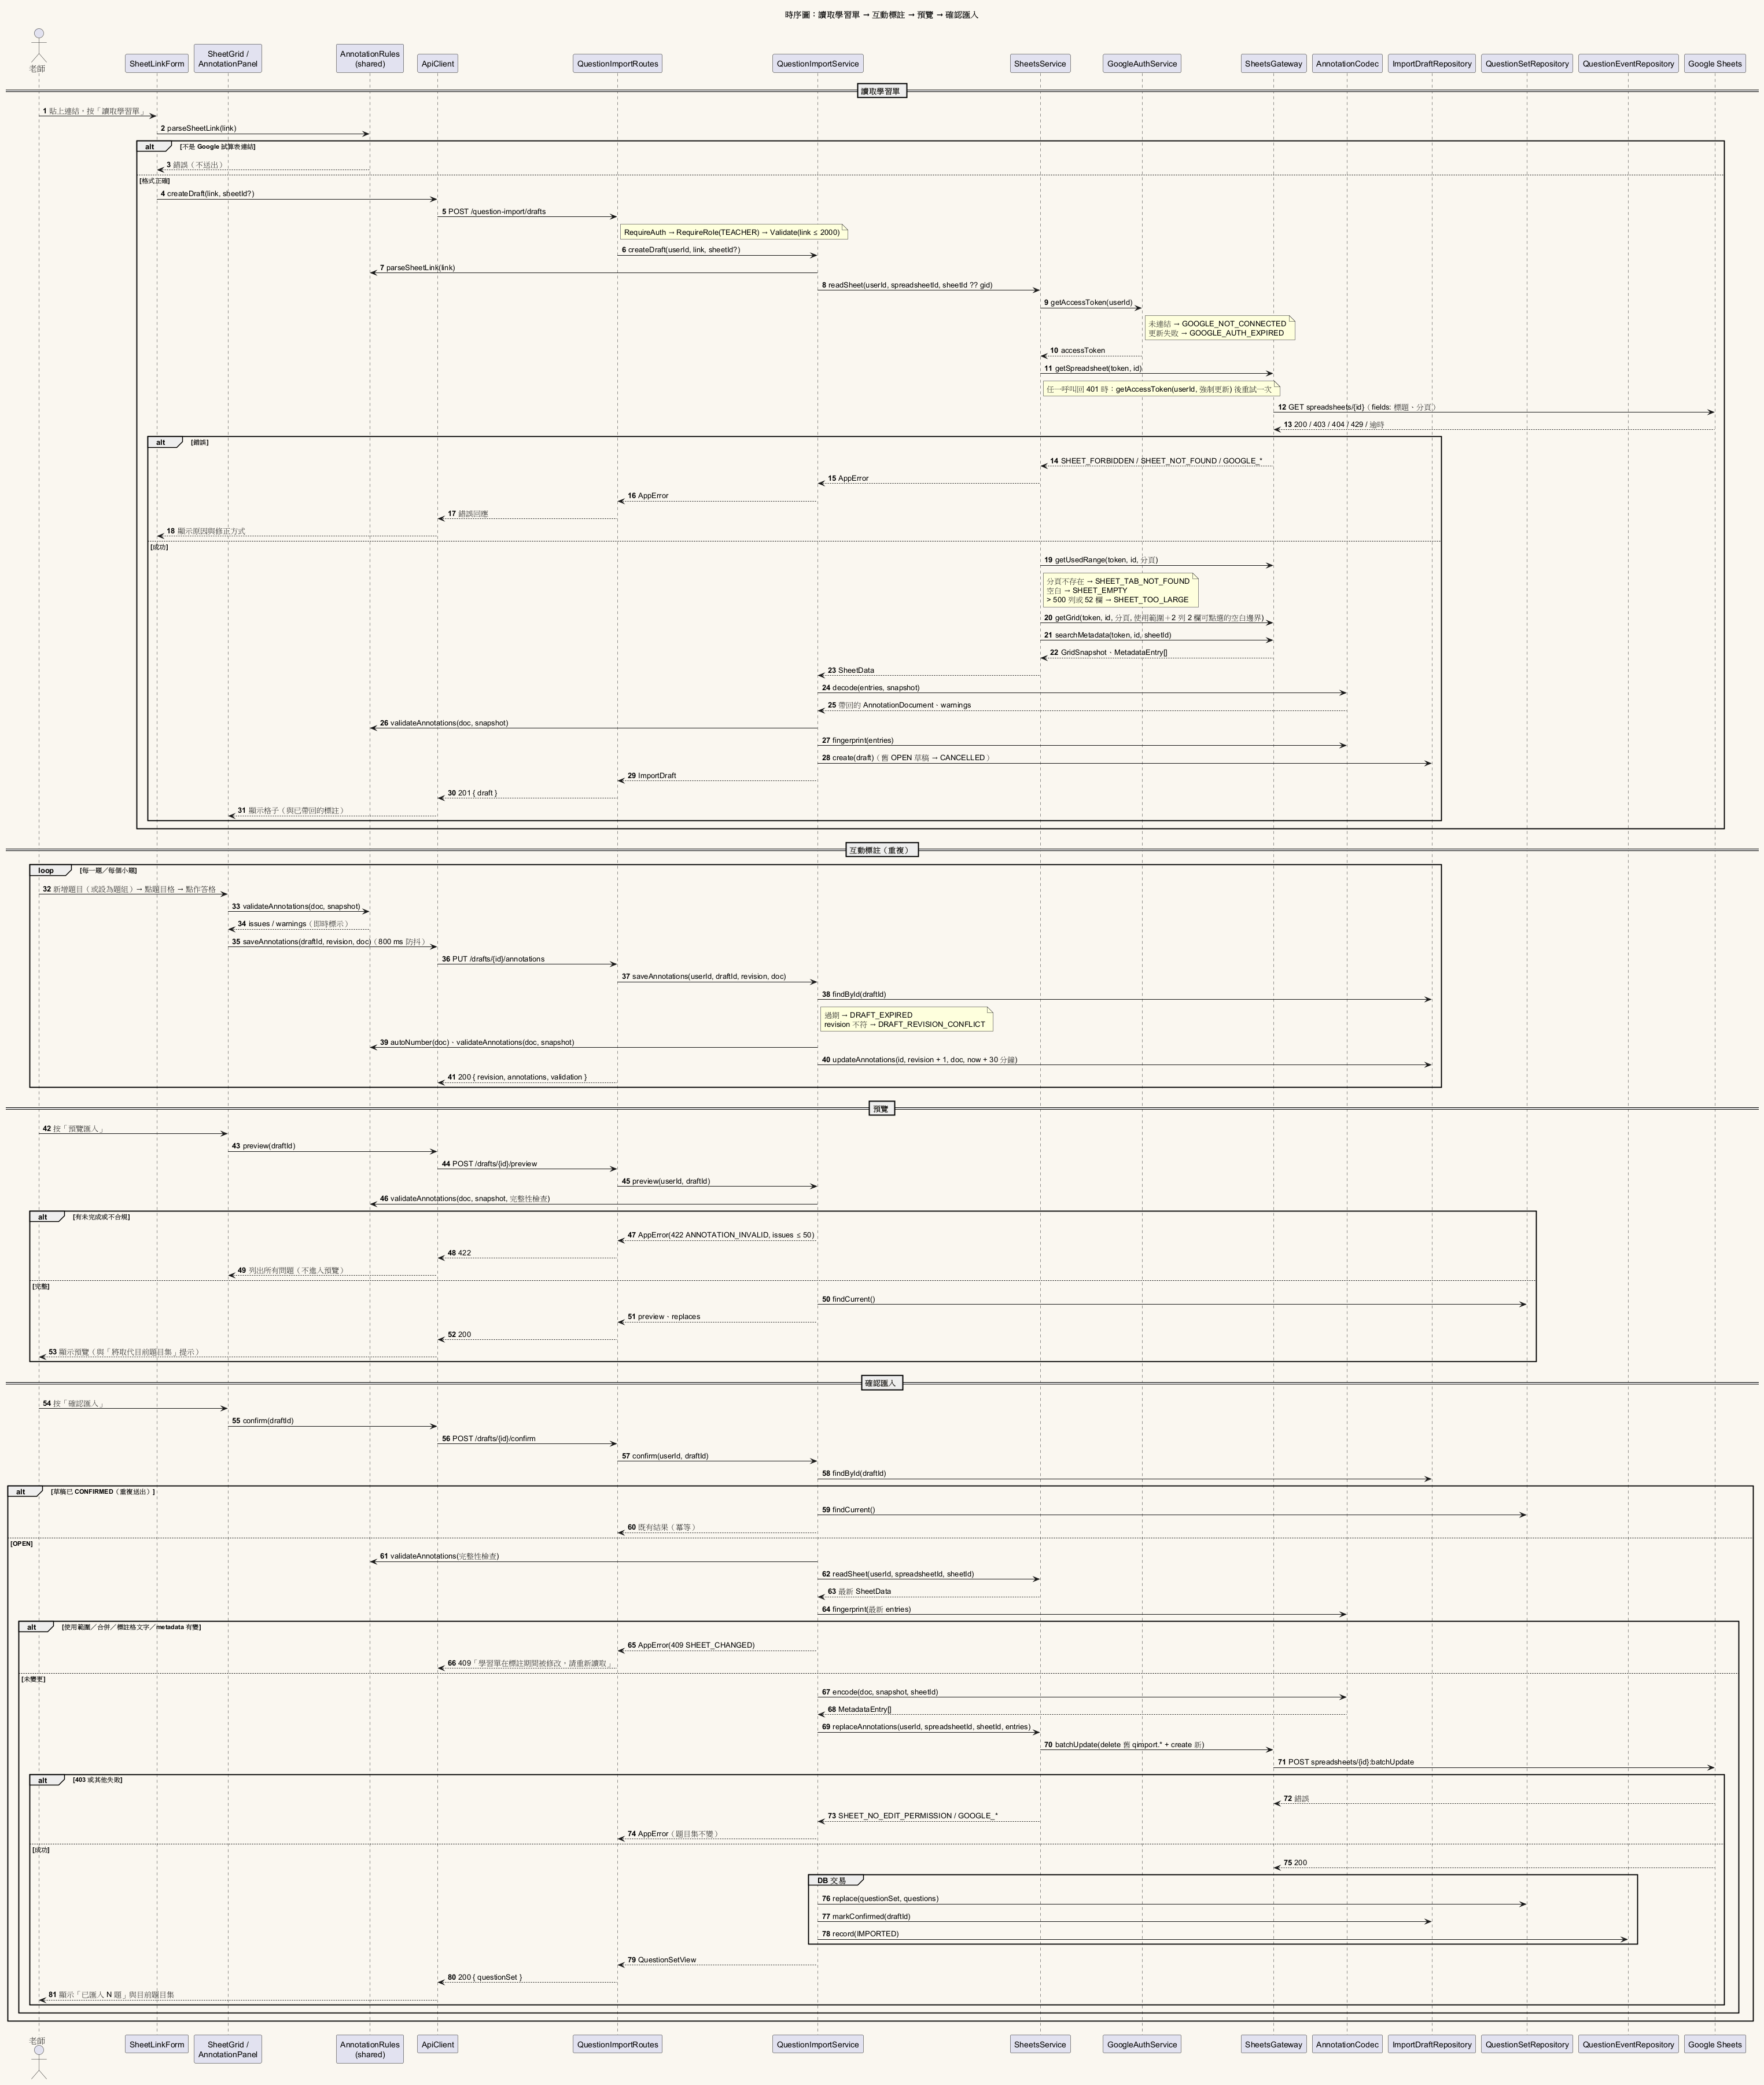 時序圖：讀取學習單 → 互動標註 → 預覽 → 確認匯入
老師
SheetLinkForm
SheetGrid /
AnnotationPanel
AnnotationRules
(shared)
ApiClient
QuestionImportRoutes
QuestionImportService
SheetsService
GoogleAuthService
SheetsGateway
AnnotationCodec
ImportDraftRepository
QuestionSetRepository
QuestionEventRepository
Google Sheets
讀取學習單
1 貼上連結，按「讀取學習單」
2 parseSheetLink(link)
alt [不是 Google 試算表連結]
3 錯誤（不送出）
[格式正確]
4 createDraft(link, sheetId?)
5 POST /question-import/drafts
RequireAuth → RequireRole(TEACHER) → Validate(link ≤ 2000)
6 createDraft(userId, link, sheetId?)
7 parseSheetLink(link)
8 readSheet(userId, spreadsheetId, sheetId ?? gid)
9 getAccessToken(userId)
未連結 → GOOGLE_NOT_CONNECTED
更新失敗 → GOOGLE_AUTH_EXPIRED
10 accessToken
11 getSpreadsheet(token, id)
任一呼叫回 401 時：getAccessToken(userId, 強制更新) 後重試一次
12 GET spreadsheets/{id}（fields: 標題、分頁）
13 200 / 403 / 404 / 429 / 逾時
alt [錯誤]
14 SHEET_FORBIDDEN / SHEET_NOT_FOUND / GOOGLE_*
15 AppError
16 AppError
17 錯誤回應
18 顯示原因與修正方式
[成功]
19 getUsedRange(token, id, 分頁)
分頁不存在 → SHEET_TAB_NOT_FOUND
空白 → SHEET_EMPTY
> 500 列或 52 欄 → SHEET_TOO_LARGE
20 getGrid(token, id, 分頁, 使用範圍＋2 列 2 欄可點選的空白邊界)
21 searchMetadata(token, id, sheetId)
22 GridSnapshot、MetadataEntry[]
23 SheetData
24 decode(entries, snapshot)
25 帶回的 AnnotationDocument、warnings
26 validateAnnotations(doc, snapshot)
27 fingerprint(entries)
28 create(draft)（舊 OPEN 草稿 → CANCELLED）
29 ImportDraft
30 201 { draft }
31 顯示格子（與已帶回的標註）
互動標註（重複）
loop [每一題／每個小題]
32 新增題目（或設為題組）→ 點題目格 → 點作答格
33 validateAnnotations(doc, snapshot)
34 issues / warnings（即時標示）
35 saveAnnotations(draftId, revision, doc)（800 ms 防抖）
36 PUT /drafts/{id}/annotations
37 saveAnnotations(userId, draftId, revision, doc)
38 findById(draftId)
過期 → DRAFT_EXPIRED
revision 不符 → DRAFT_REVISION_CONFLICT
39 autoNumber(doc)、validateAnnotations(doc, snapshot)
40 updateAnnotations(id, revision + 1, doc, now + 30 分鐘)
41 200 { revision, annotations, validation }
預覽
42 按「預覽匯入」
43 preview(draftId)
44 POST /drafts/{id}/preview
45 preview(userId, draftId)
46 validateAnnotations(doc, snapshot, 完整性檢查)
alt [有未完成或不合規]
47 AppError(422 ANNOTATION_INVALID, issues ≤ 50)
48 422
49 列出所有問題（不進入預覽）
[完整]
50 findCurrent()
51 preview、replaces
52 200
53 顯示預覽（與「將取代目前題目集」提示）
確認匯入
54 按「確認匯入」
55 confirm(draftId)
56 POST /drafts/{id}/confirm
57 confirm(userId, draftId)
58 findById(draftId)
alt [草稿已 CONFIRMED（重複送出）]
59 findCurrent()
60 既有結果（冪等）
[OPEN]
61 validateAnnotations(完整性檢查)
62 readSheet(userId, spreadsheetId, sheetId)
63 最新 SheetData
64 fingerprint(最新 entries)
alt [使用範圍／合併／標註格文字／metadata 有變]
65 AppError(409 SHEET_CHANGED)
66 409「學習單在標註期間被修改，請重新讀取」
[未變更]
67 encode(doc, snapshot, sheetId)
68 MetadataEntry[]
69 replaceAnnotations(userId, spreadsheetId, sheetId, entries)
70 batchUpdate(delete 舊 qimport.* + create 新)
71 POST spreadsheets/{id}:batchUpdate
alt [403 或其他失敗]
72 錯誤
73 SHEET_NO_EDIT_PERMISSION / GOOGLE_*
74 AppError（題目集不變）
[成功]
75 200
DB 交易
76 replace(questionSet, questions)
77 markConfirmed(draftId)
78 record(IMPORTED)
79 QuestionSetView
80 200 { questionSet }
81 顯示「已匯入 N 題」與目前題目集
老師
SheetLinkForm
SheetGrid /
AnnotationPanel
AnnotationRules
(shared)
ApiClient
QuestionImportRoutes
QuestionImportService
SheetsService
GoogleAuthService
SheetsGateway
AnnotationCodec
ImportDraftRepository
QuestionSetRepository
QuestionEventRepository
Google Sheets